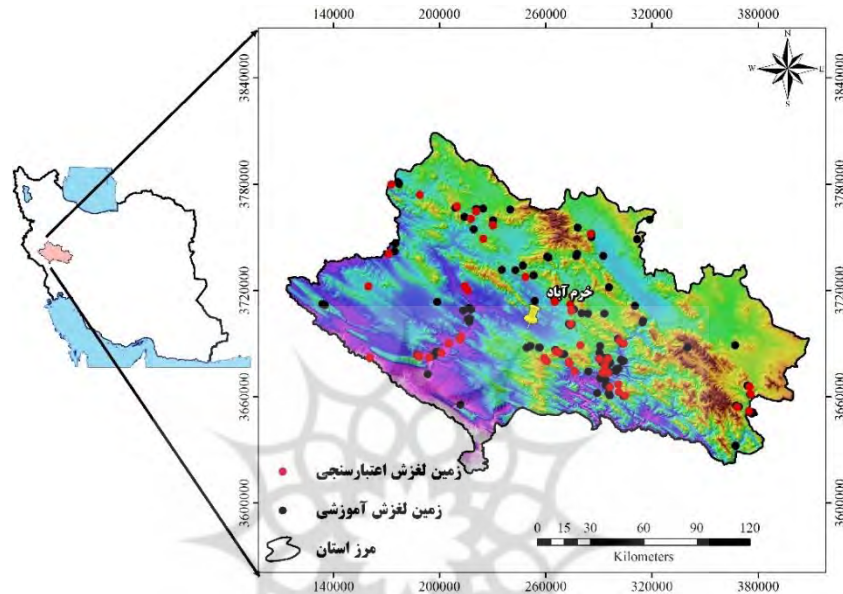 140000 200000 260000 320000 380000
N
W E
S
3840000 3840000
3780000 3780000
3720000 3720000
3660000 3660000
3600000 3600000
خرم آباد
زمین لغزش اعتبارسنجی
زمین لغزش آموزشی
مرز استان
0 15 30 60 90 120
Kilometers
140000 200000 260000 320000 380000